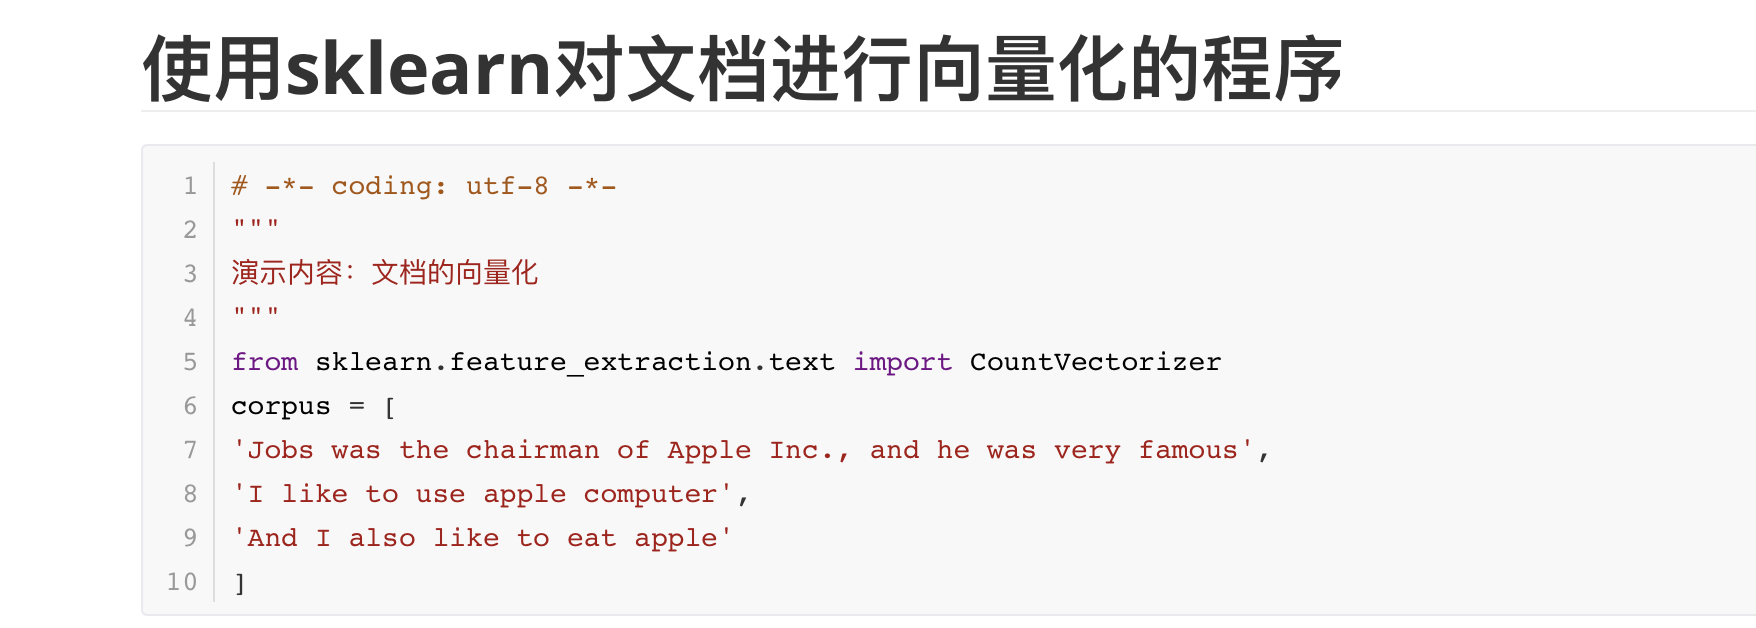 使用sklearn对文档进行向量化的程序
1 # -*- coding: utf-8 -*-
2 """
3 演示内容：文档的向量化
4 """
5 from sklearn.feature_extraction.text import CountVectorizer
6 corpus = [
7 'Jobs was the chairman of Apple Inc., and he was very famous',
8 'I like to use apple computer',
9 'And I also like to eat apple'
10 ]